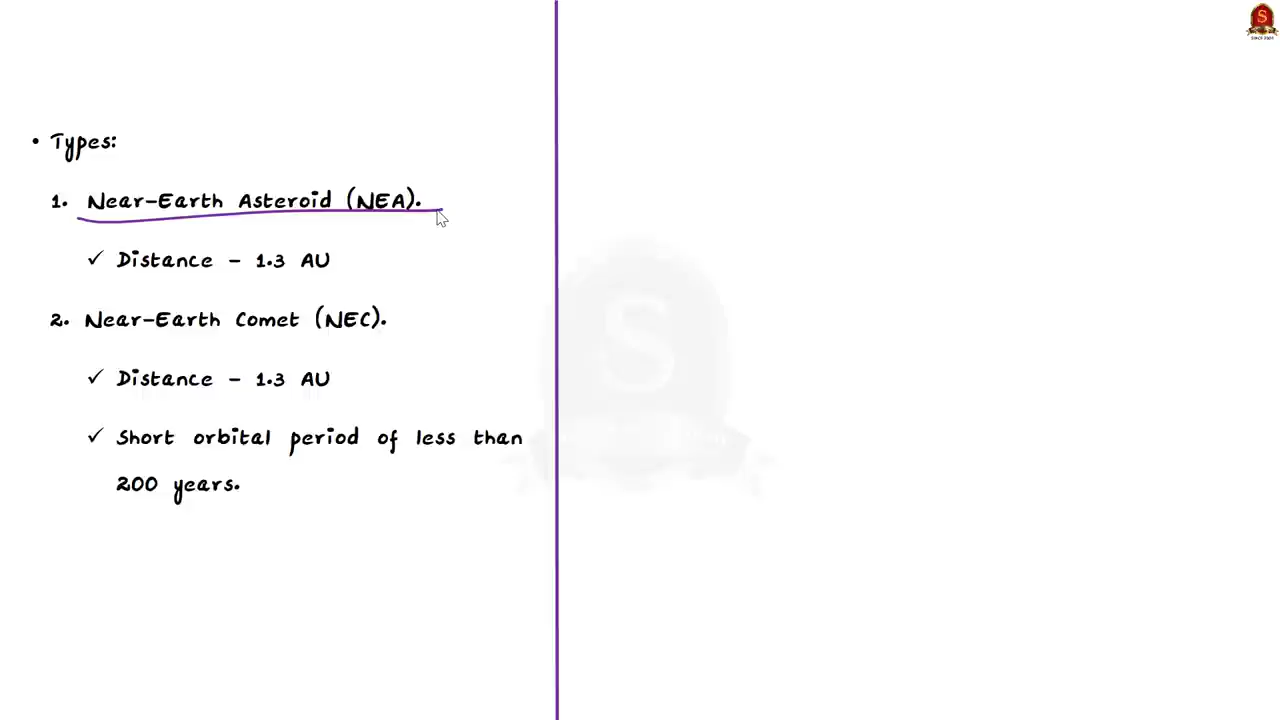 • Types:
1. Near-Earth Asteroid (NEA).
✓ Distance - 1.3 AU
2. Near-Earth Comet (NEC).
✓ Distance - 1.3 AU
✓ Short orbital period of less than
200 years.
S